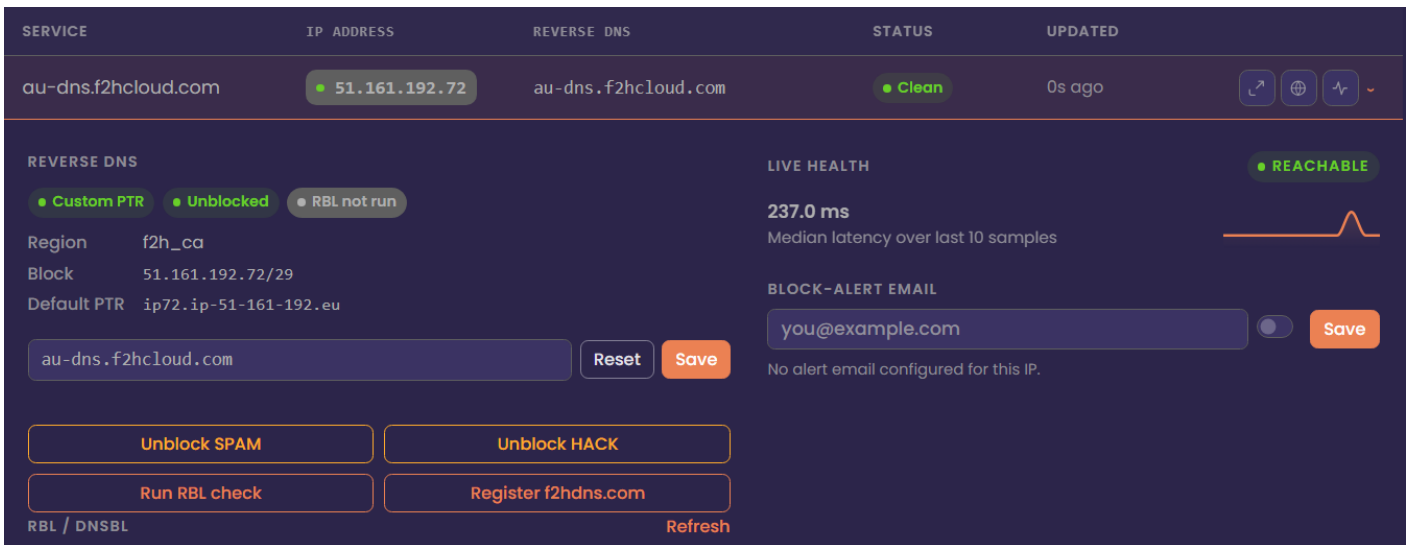 SERVICE IP ADDRESS REVERSE DNS STATUS UPDATED
au-dns.f2hcloud.com 51.161.192.72 au-dns.f2hcloud.com Clean 0s ago
REVERSE DNS
Custom PTR Unblocked RBL not run
Region f2h_ca
Block 51.161.192.72/29
Default PTR ip72.ip-51-161-192.eu
au-dns.f2hcloud.com Reset Save
Unblock SPAM Unblock HACK
Run RBL check Register f2hdns.com
RBL / DNSBL Refresh
LIVE HEALTH REACHABLE
237.0 ms
Median latency over last 10 samples
BLOCK-ALERT EMAIL
you@example.com Save
No alert email configured for this IP.